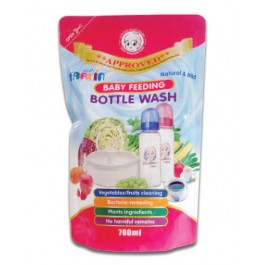 **APPROVED**
FARLIN
Natural & Mild
BABY FEEDING
BOTTLE WASH
Vegetables/fruits cleaning
Bacteria-removing
Plants ingredients
No harmful remains
700ml